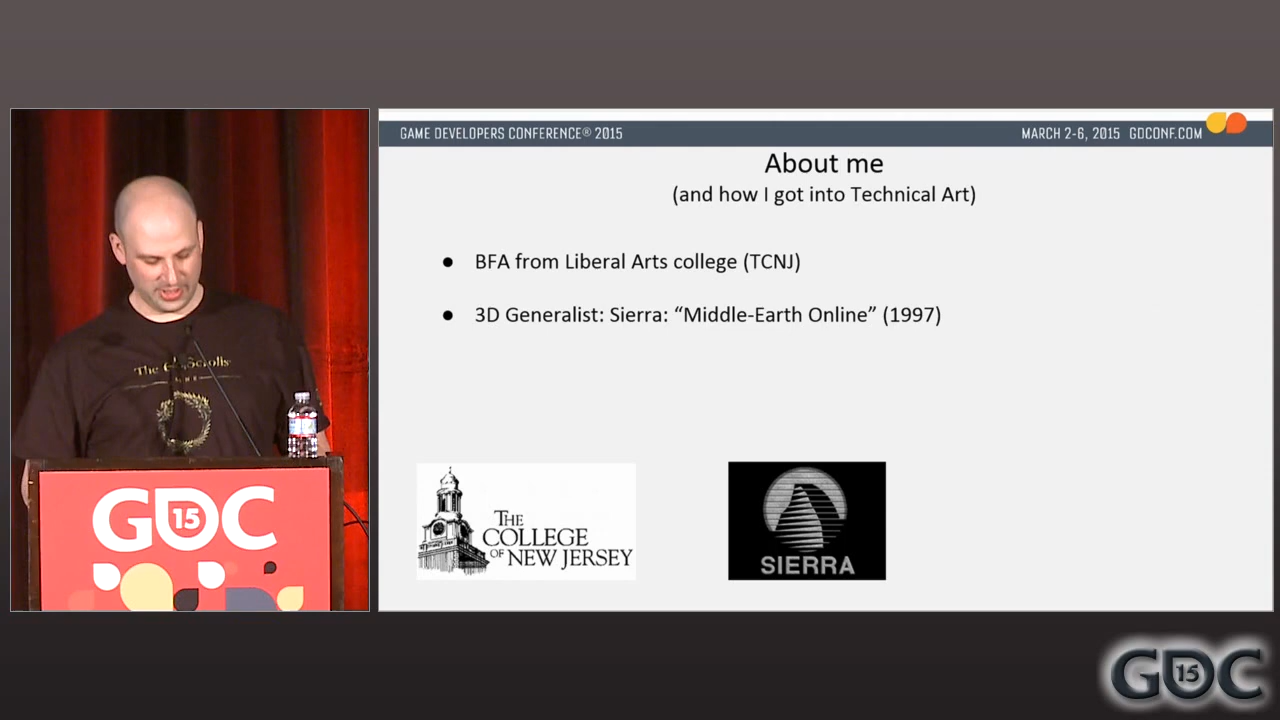 GAME DEVELOPERS CONFERENCE® 2015
MARCH 2-6, 2015 GDCONF.COM
About me
(and how I got into Technical Art)
● BFA from Liberal Arts college (TCNJ)
● 3D Generalist: Sierra: “Middle-Earth Online” (1997)
THE
COLLEGE
OF NEW JERSEY
SIERRA
The
Scrolls
GDC
15
GDC
15